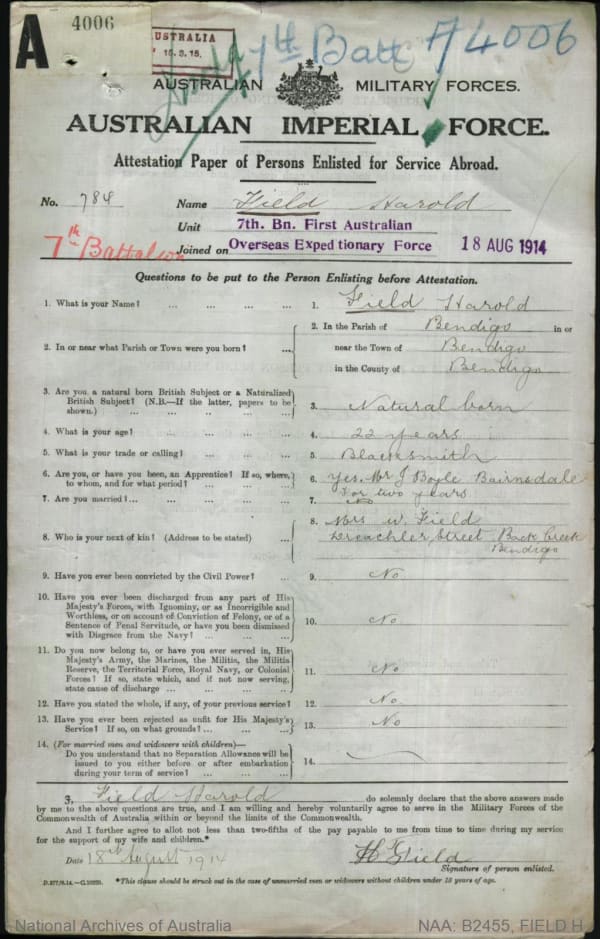 A
4006
AUSTRALIA
15.3.15.
7th Batt F/4006
AUSTRALIAN MILITARY FORCES.
AUSTRALIAN IMPERIAL FORCE.
Attestation Paper of Persons Enlisted for Service Abroad.
No. 784 Name Field Harold
Unit 7th. Bn. First Australian
7th Battalion Joined on Overseas Expeditionary Force 18 AUG 1914
Questions to be put to the Person Enlisting before Attestation.
1. What is your Name? ... ... ... ... 1. Field Harold
2. In or near what Parish or Town were you born? ... 2. In the Parish of Bendigo in or
near the Town of Bendigo
in the County of Bendigo
3. Are you a natural born British Subject or a Naturalized
British Subject? (N.B.—If the latter, papers to be
shown.) ... ... ... ... 3. Natural born
4. What is your age? ... ... ... ... 4. 22 years
5. What is your trade or calling? ... ... ... 5. Blacksmith
6. Are you, or have you been, an Apprentice? If so, where,
to whom, and for what period? ... ... 6. Yes. Mr J Boyle Bairnsdale
For two years
7. Are you married? ... ... ... ... 7. No
8. Who is your next of kin? (Address to be stated) ... 8. Mrs W. Field
Street Back Creek
Bendigo
9. Have you ever been convicted by the Civil Power? ... 9. No
10. Have you ever been discharged from any part of His
Majesty's Forces, with Ignominy, or as Incorrigible and
Worthless, or on account of Conviction of Felony, or of a
Sentence of Penal Servitude, or have you been dismissed
with Disgrace from the Navy? ... ... ... 10. No
11. Do you now belong to, or have you ever served in, His
Majesty's Army, the Marines, the Militia, the Militia
Reserve, the Territorial Force, Royal Navy, or Colonial
Forces? If so, state which, and if not now serving,
state cause of discharge ... ... ... ... 11. No
12. Have you stated the whole, if any, of your previous service? 12. No
13. Have you ever been rejected as unfit for His Majesty's
Service? If so, on what grounds? ... ... 13. No
14. (For married men and widowers with children)—
Do you understand that no Separation Allowance will be
issued to you either before or after embarkation
during your term of service? ... ... ... 14.
I, Field Harold do solemnly declare that the above answers made
by me to the above questions are true, and I am willing and hereby voluntarily agree to serve in the Military Forces of the
Commonwealth of Australia within or beyond the limits of the Commonwealth.
And I further agree to allot not less than two-fifths of the pay payable to me from time to time during my service
for the support of my wife and children.*
Date 18th August 1914 H Field
Signature of person enlisted.
*This clause should be struck out in the case of unmarried men or widowers without children under 18 years of age.
National Archives of Australia NAA: B2455, FIELD H